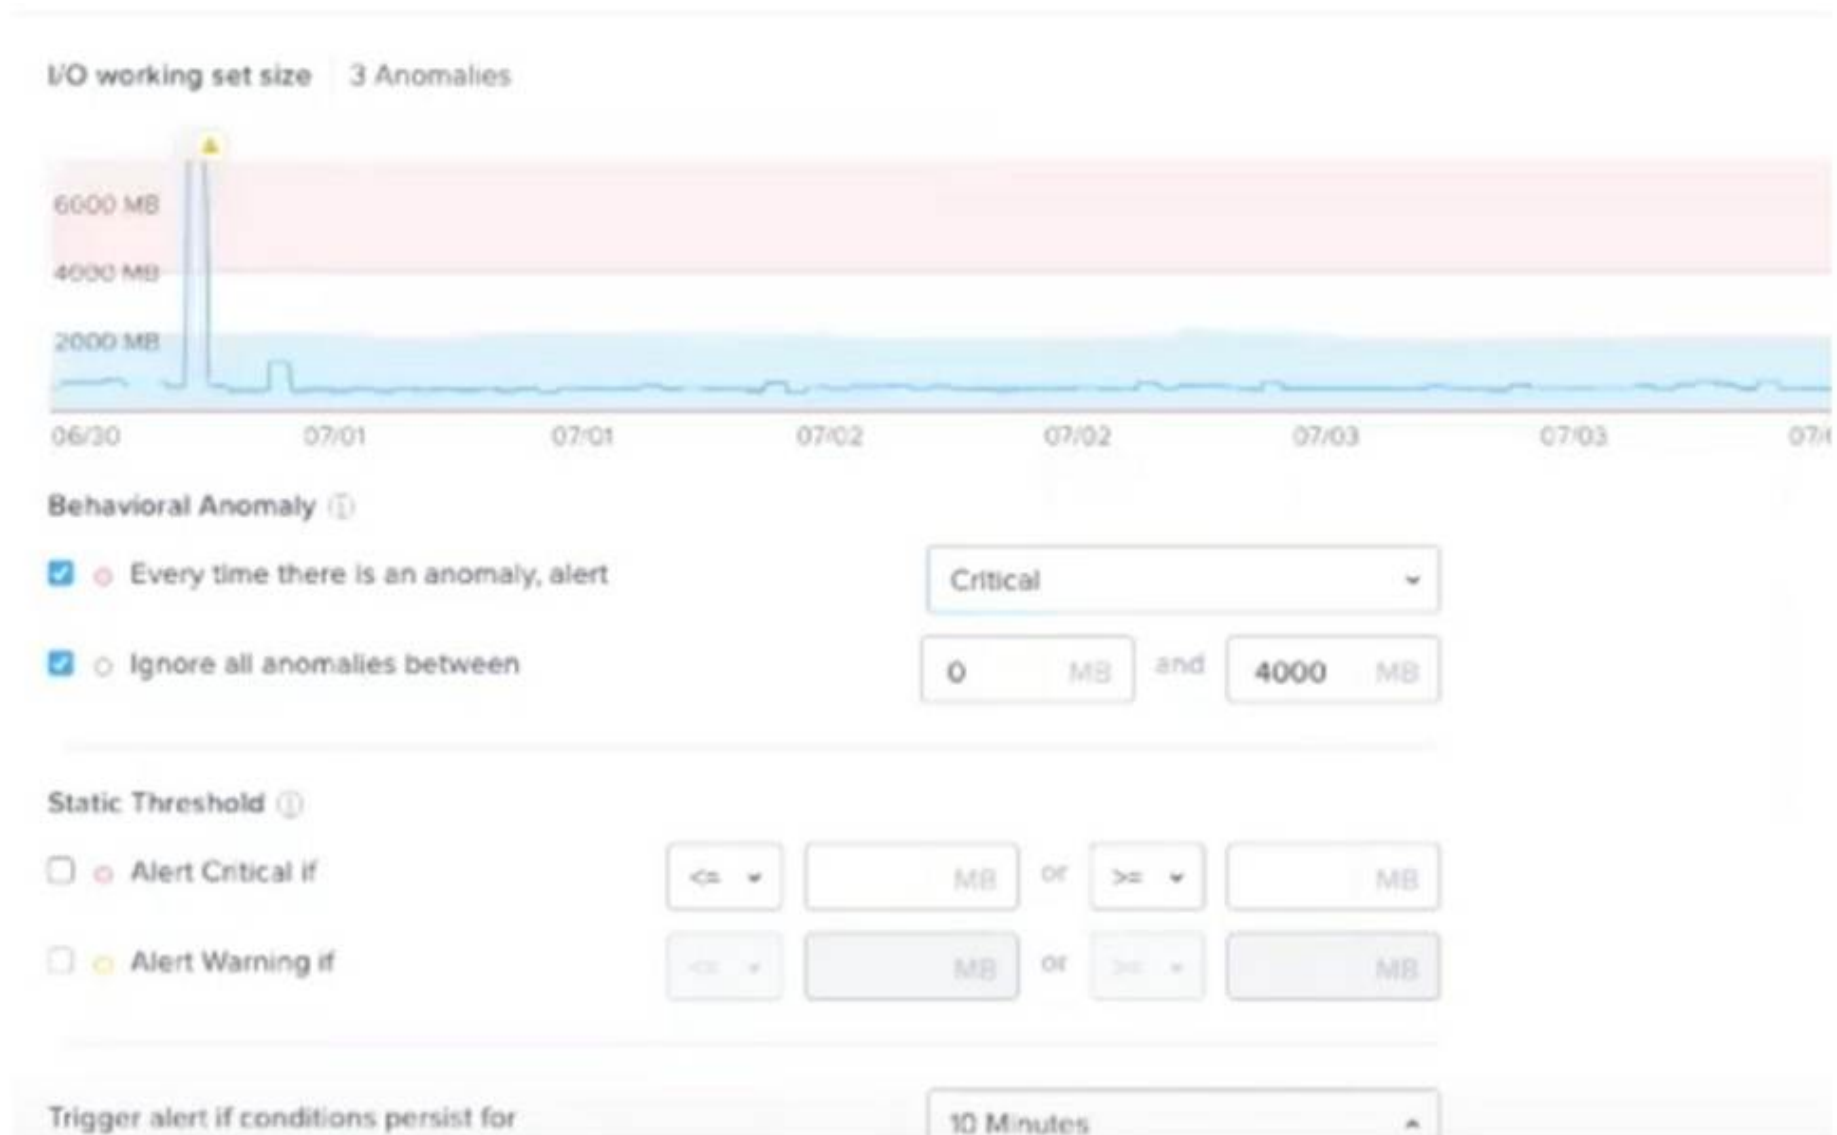 I/O working set size 3 Anomalies
6000 MB
4000 MB
2000 MB
06/30 07/01 07/01 07/02 07/02 07/03 07/03
Behavioral Anomaly
Every time there is an anomaly, alert Critical
Ignore all anomalies between 0 MB and 4000 MB
Static Threshold
Alert Critical if <= MB or >= MB
Alert Warning if <= MB or >= MB
Trigger alert if conditions persist for 10 Minutes